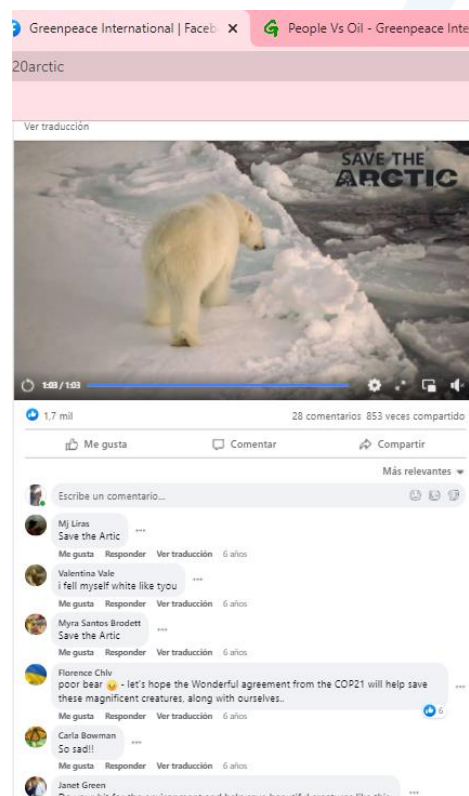 Greenpeace International | Faceb
People Vs Oil - Greenpeace Inte
20arctic
Ver traducción
SAVE THE
ARCTIC
1:03 / 1:03
1,7 mil
28 comentarios 853 veces compartido
Me gusta
Comentar
Compartir
Más relevantes
Escribe un comentario...
Mj Liras
Save the Artic
Me gusta Responder Ver traducción 6 años
Valentina Vale
i fell myself white like tyou
Me gusta Responder Ver traducción 6 años
Myra Santos Brodett
Save the Artic
Me gusta Responder Ver traducción 6 años
Florence Chlv
poor bear 😟 - let's hope the Wonderful agreement from the COP21 will help save
these magnificent creatures, along with ourselves..
6
Me gusta Responder Ver traducción 6 años
Carla Bowman
So sad!!
Me gusta Responder Ver traducción 6 años
Janet Green